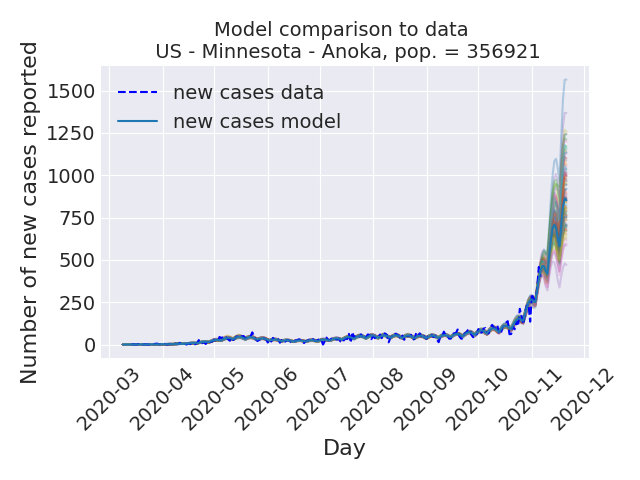 Model comparison to data
US - Minnesota - Anoka, pop. = 356921
Number of new cases reported
1500
1250
1000
750
500
250
0
new cases data
new cases model
2020-03
2020-04
2020-05
2020-06
2020-07
2020-08
2020-09
2020-10
2020-11
2020-12
Day